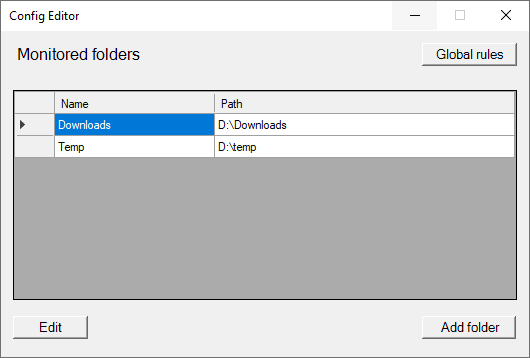 Config Editor
Monitored folders
Global rules
Name Path
Downloads D:\Downloads
Temp D:\temp
Edit
Add folder